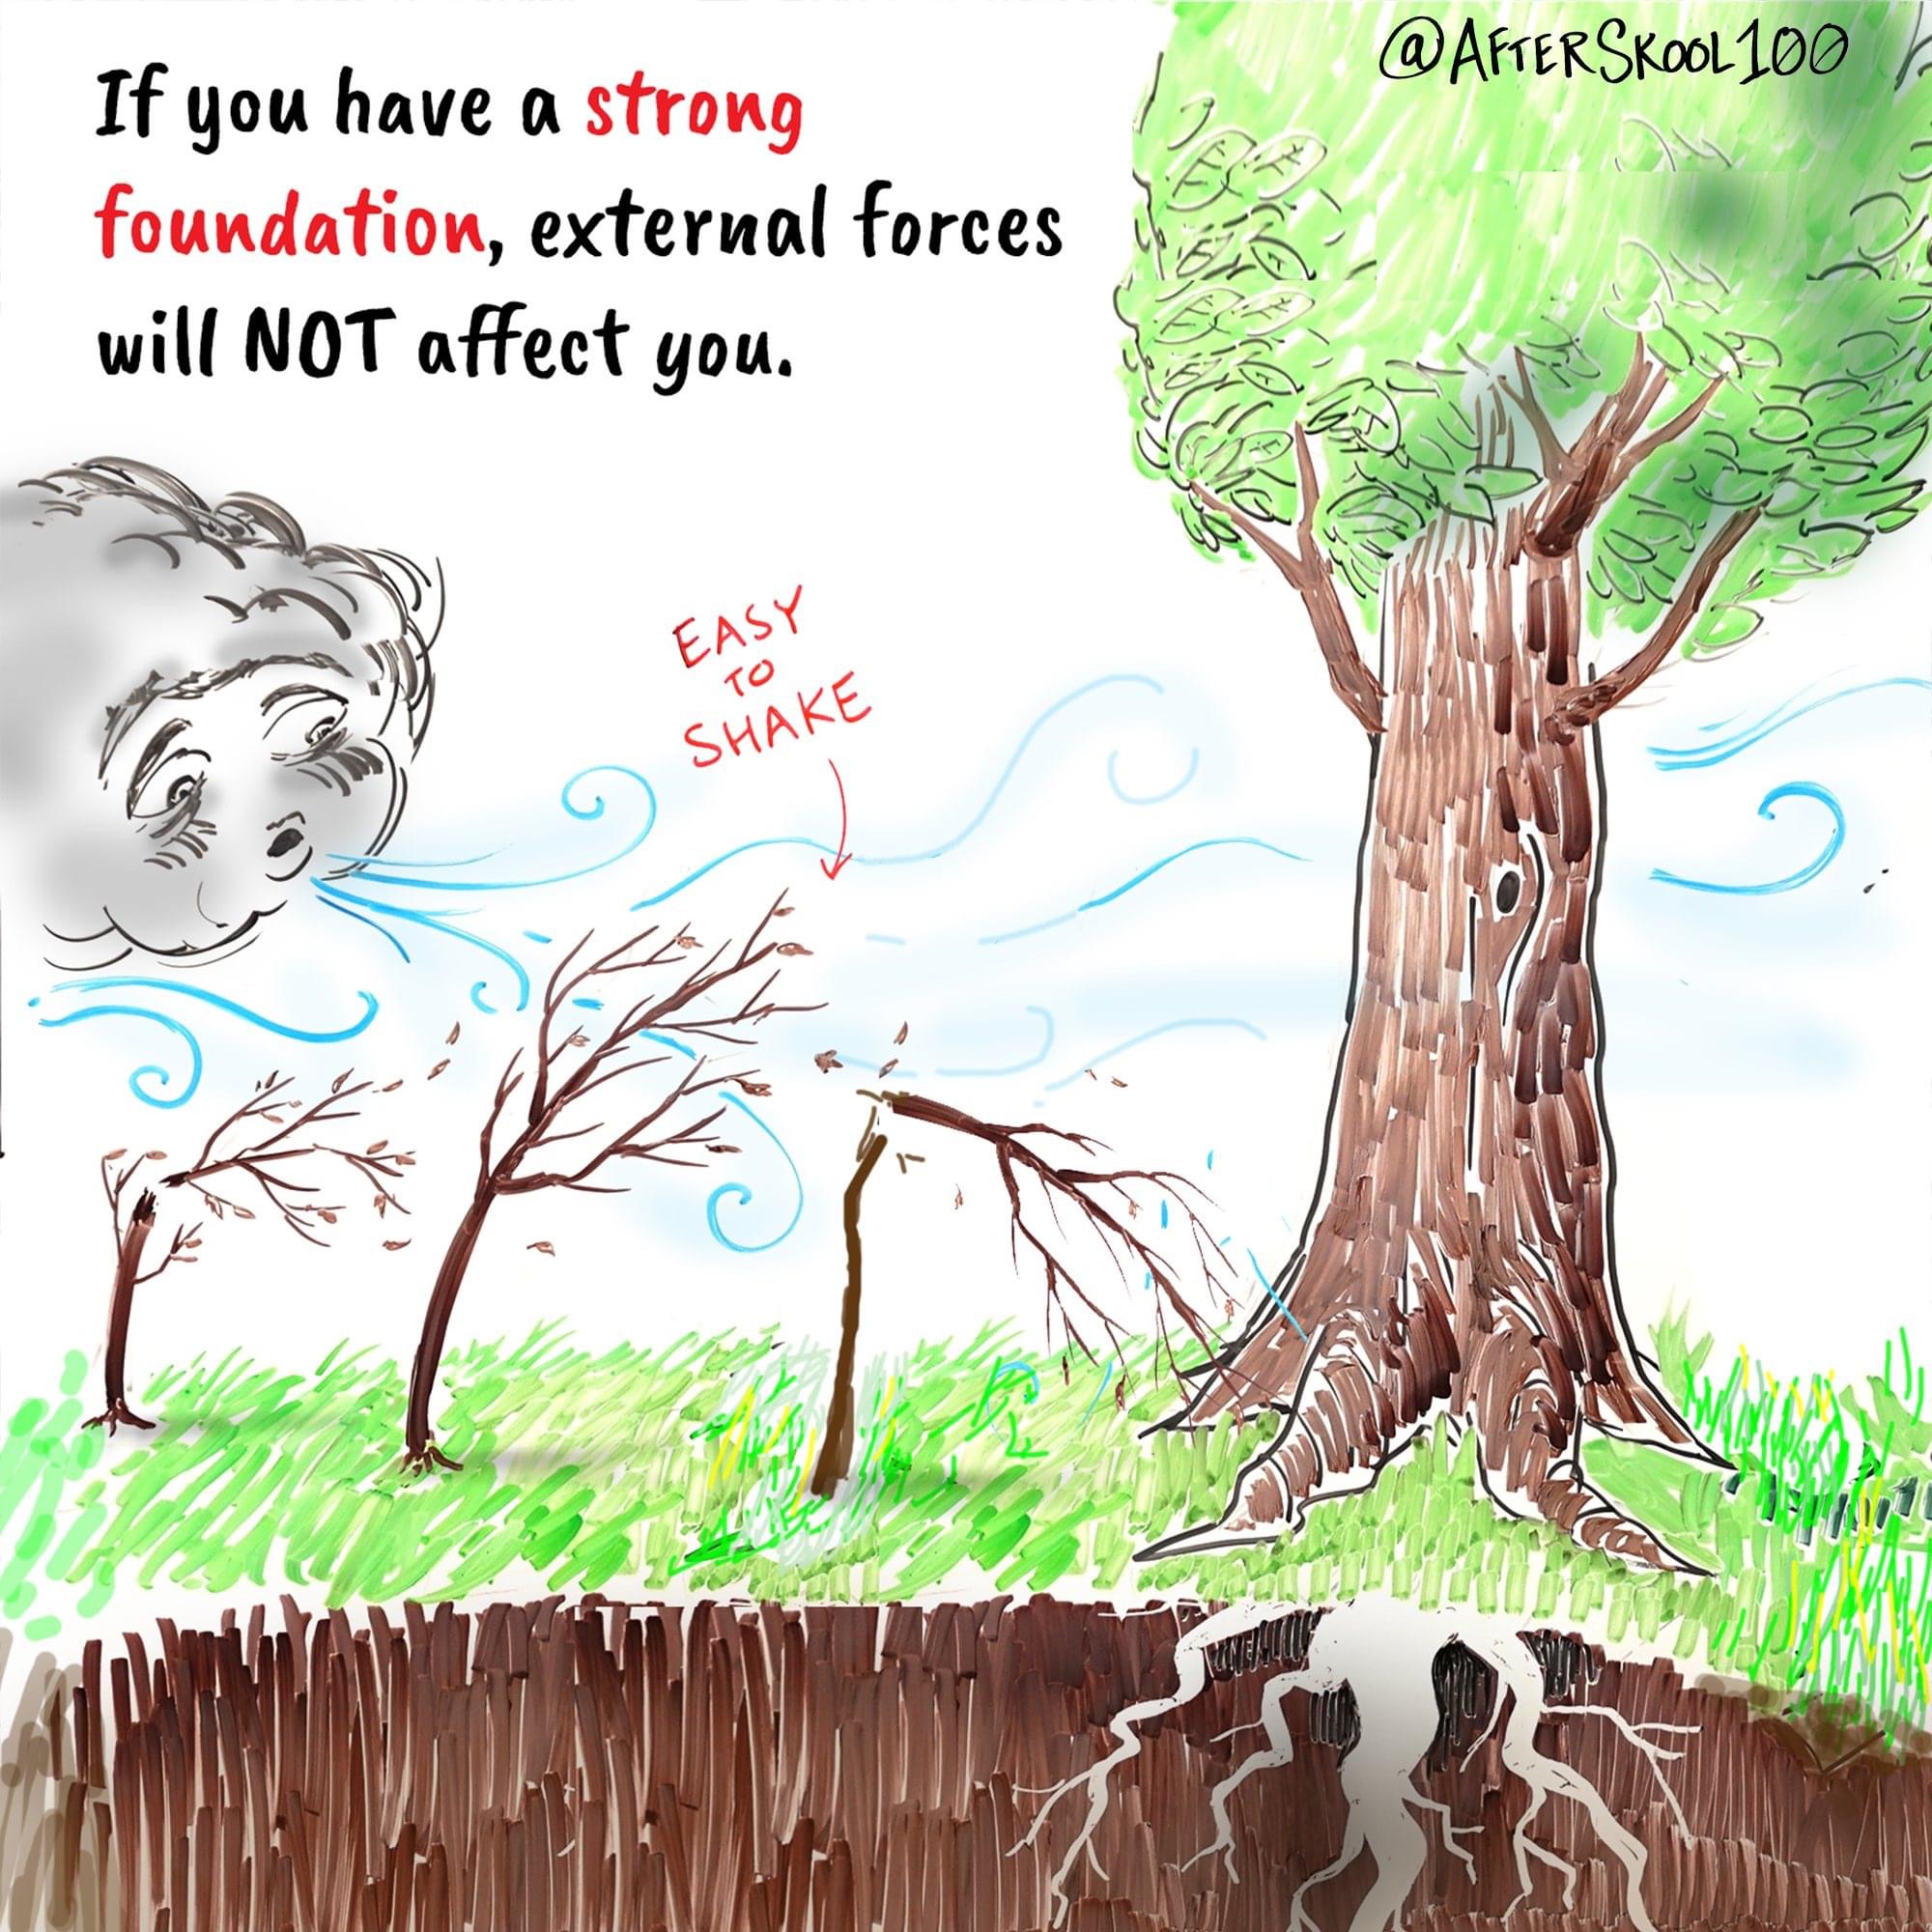 @AFTERSKOOL100
If you have a strong
foundation, external forces
will NOT affect you.
EASY
TO
SHAKE